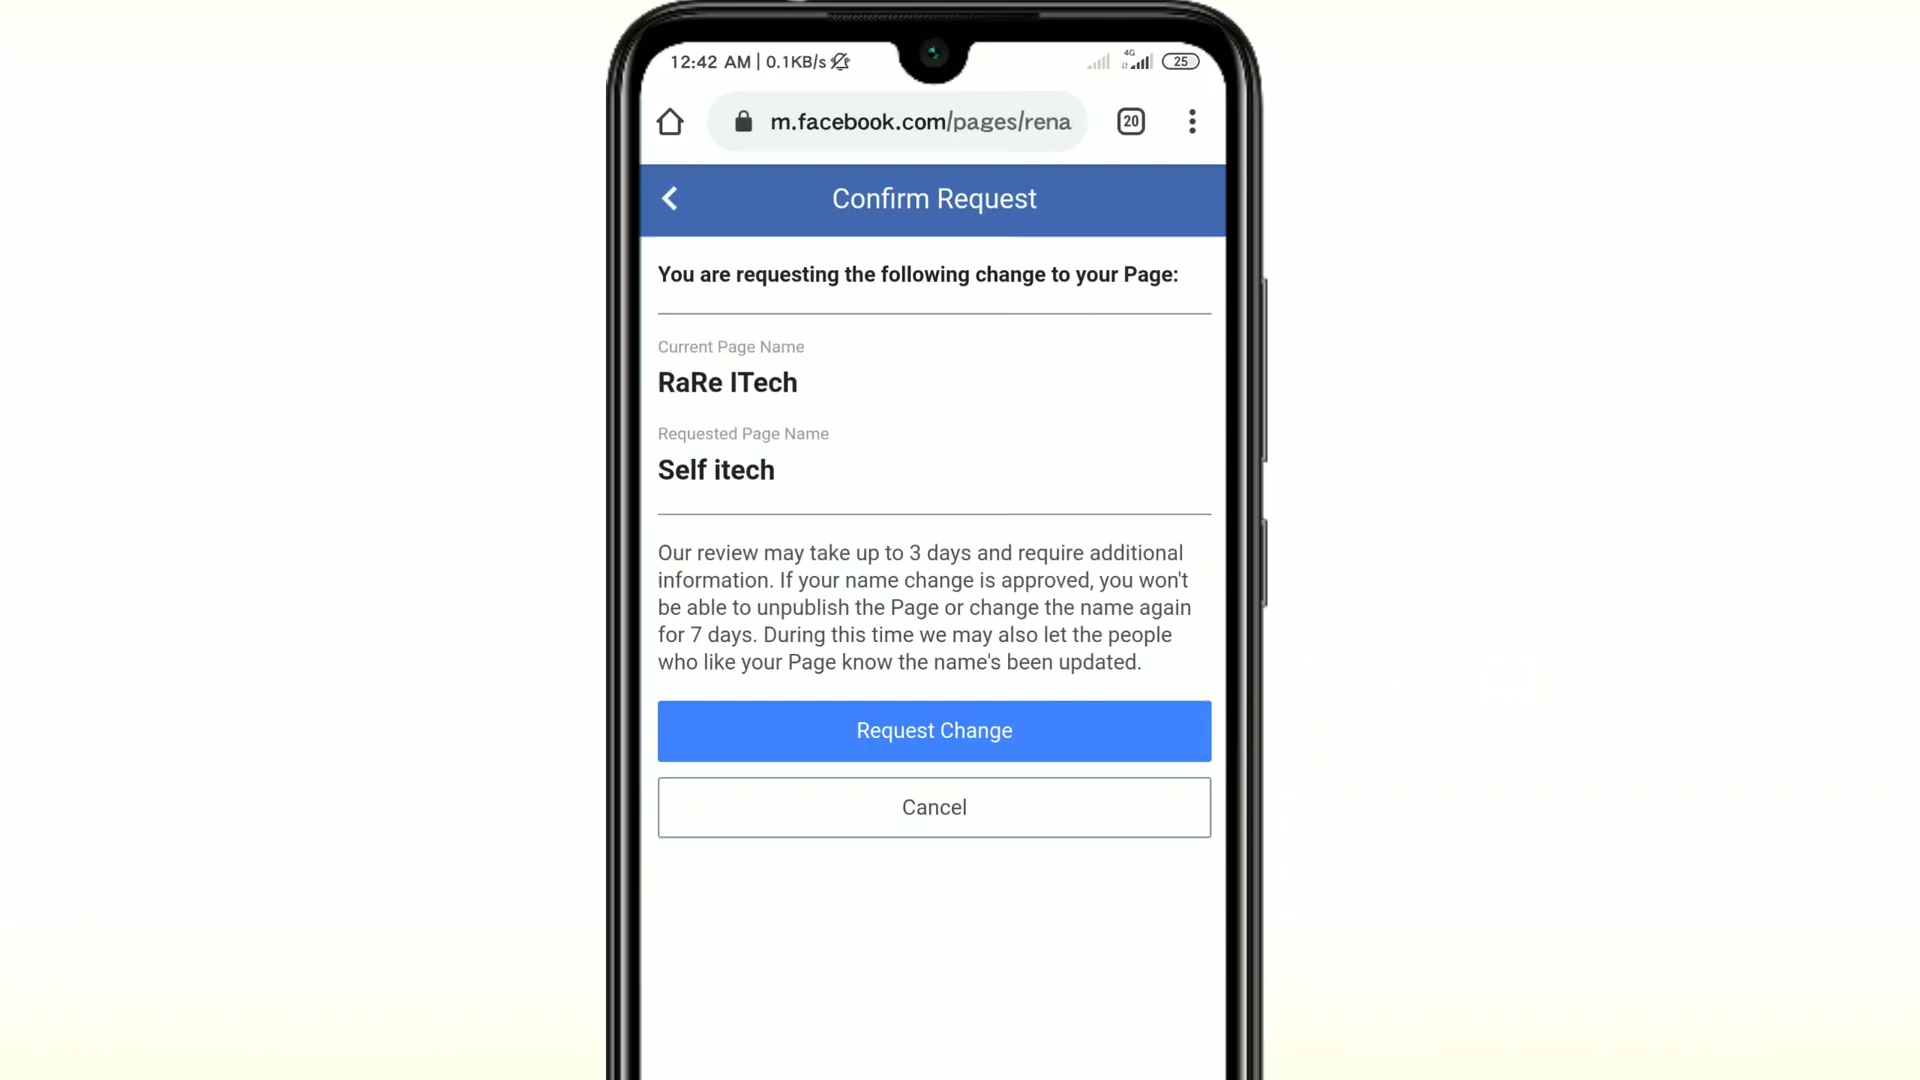 12:42 AM | 0.1KB/s
4G
25
m.facebook.com/pages/rena
20
Confirm Request
You are requesting the following change to your Page:
Current Page Name
RaRe ITech
Requested Page Name
Self itech
Our review may take up to 3 days and require additional
information. If your name change is approved, you won't
be able to unpublish the Page or change the name again
for 7 days. During this time we may also let the people
who like your Page know the name's been updated.
Request Change
Cancel